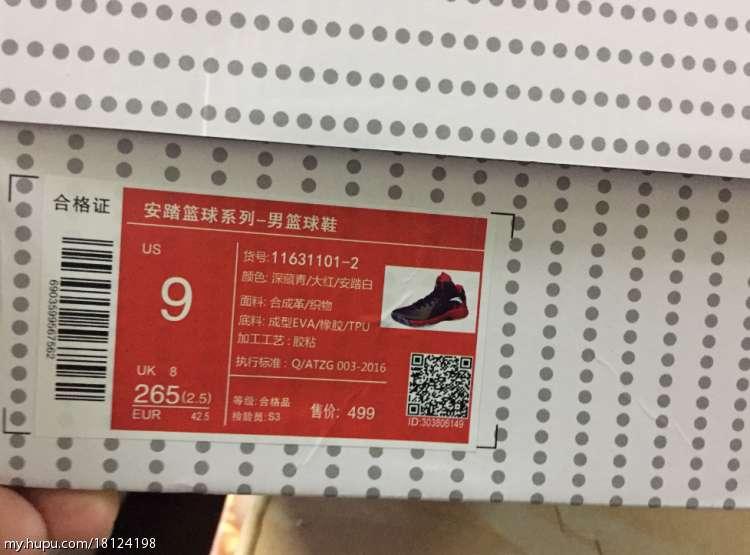 合格证
6903599567562
安踏篮球系列-男篮球鞋
US
9
UK 8
265(2.5)
EUR 42.5
货号:11631101-2
颜色: 深靛青/大红/安踏白
面料: 合成革/织物
底料: 成型EVA/橡胶/TPU
加工工艺: 胶粘
执行标准: Q/ATZG 003-2016
等级:合格品
检验员: S3
售价: 499
ID:303806149
my.hupu.com/18124198